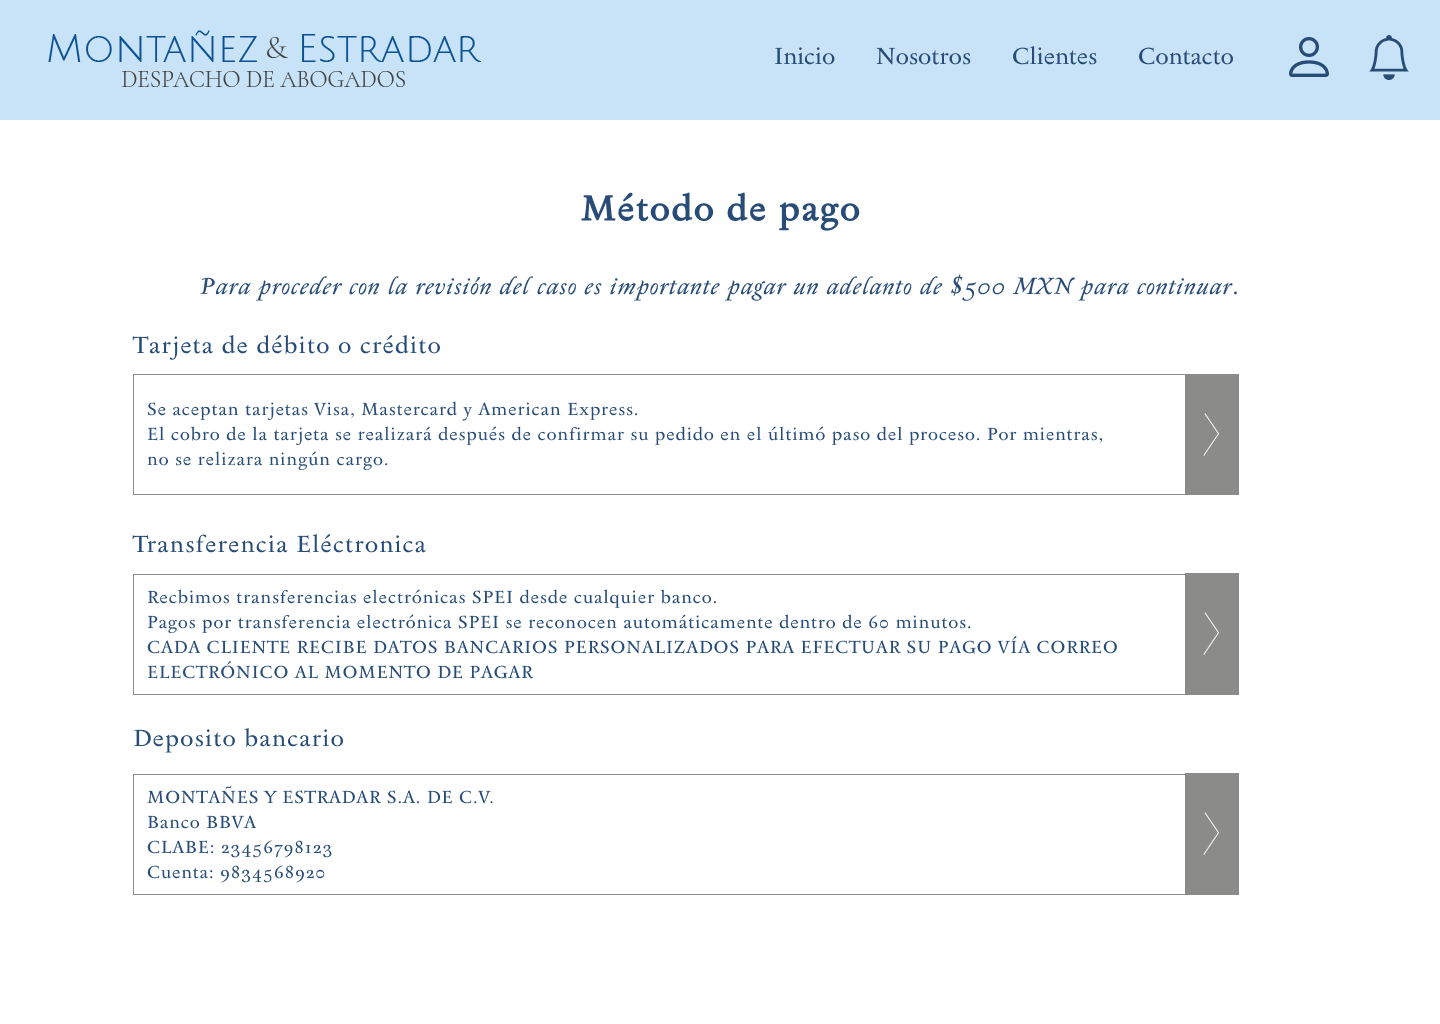 MONTAÑEZ & ESTRADAR
DESPACHO DE ABOGADOS
Inicio Nosotros Clientes Contacto
Método de pago
Para proceder con la revisión del caso es importante pagar un adelanto de $500 MXN para continuar.
Tarjeta de débito o crédito
Se aceptan tarjetas Visa, Mastercard y American Express.
El cobro de la tarjeta se realizará después de confirmar su pedido en el últimó paso del proceso. Por mientras,
no se relizara ningún cargo.
Transferencia Eléctronica
Recbimos transferencias electrónicas SPEI desde cualquier banco.
Pagos por transferencia electrónica SPEI se reconocen automáticamente dentro de 60 minutos.
CADA CLIENTE RECIBE DATOS BANCARIOS PERSONALIZADOS PARA EFECTUAR SU PAGO VÍA CORREO
ELECTRÓNICO AL MOMENTO DE PAGAR
Deposito bancario
MONTAÑES Y ESTRADAR S.A. DE C.V.
Banco BBVA
CLABE: 23456798123
Cuenta: 9834568920